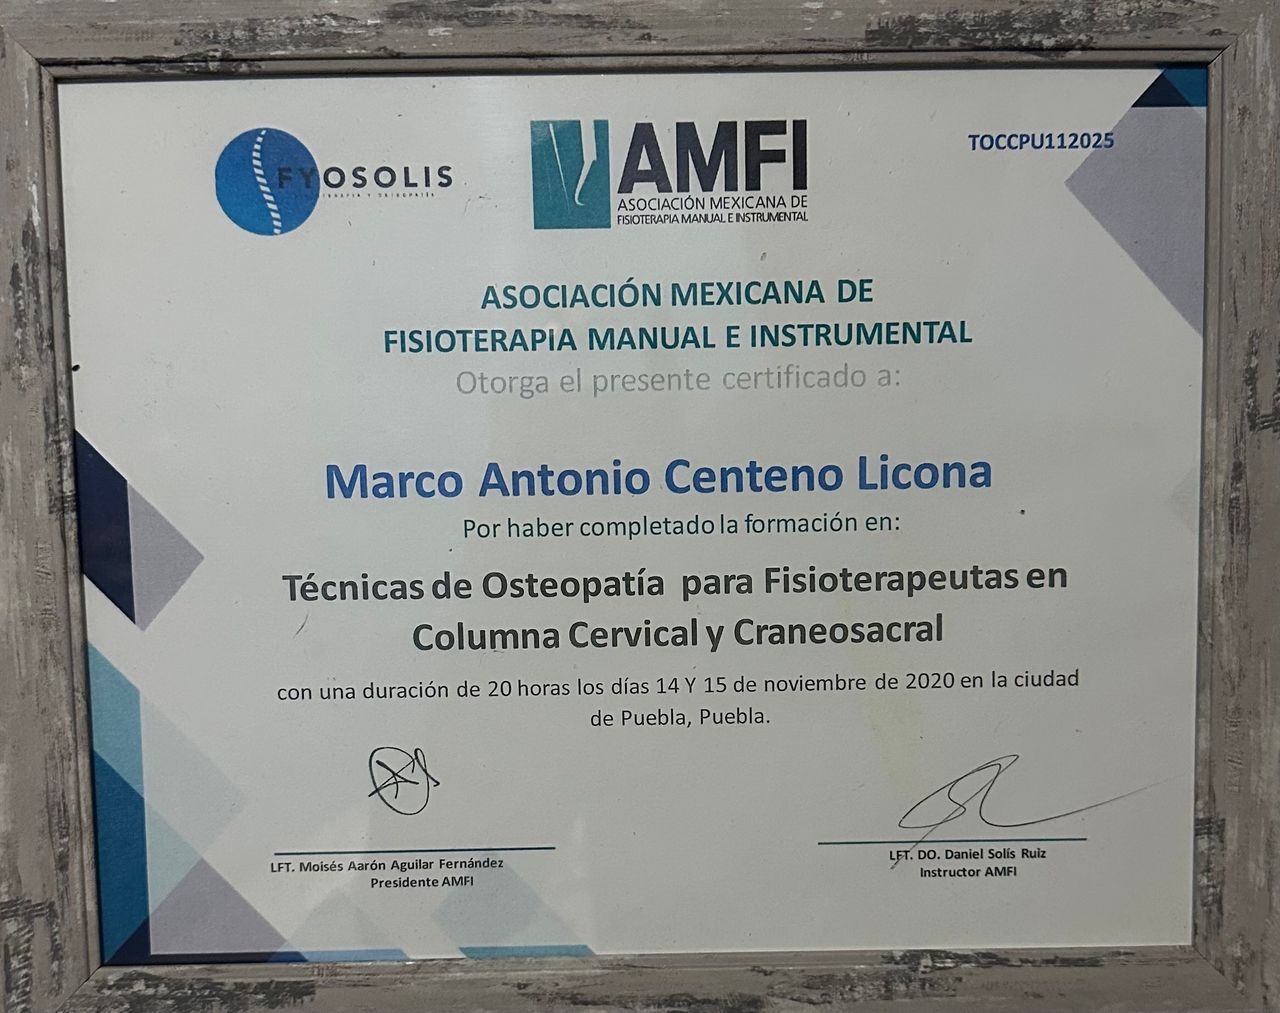 FYOSOLIS
AMFI
ASOCIACIÓN MEXICANA DE
FISIOTERAPIA MANUAL E INSTRUMENTAL
TOCCPU112025
ASOCIACIÓN MEXICANA DE
FISIOTERAPIA MANUAL E INSTRUMENTAL
Otorga el presente certificado a:
Marco Antonio Centeno Licona
Por haber completado la formación en:
Técnicas de Osteopatía para Fisioterapeutas en
Columna Cervical y Craneosacral
con una duración de 20 horas los días 14 Y 15 de noviembre de 2020 en la ciudad
de Puebla, Puebla.
LFT. Moisés Aarón Aguilar Fernández
Presidente AMFI
LFT. DO. Daniel Solís Ruiz
Instructor AMFI